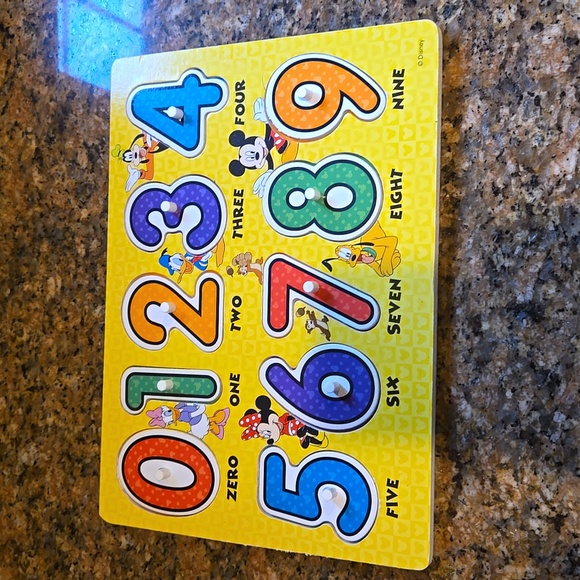 0 1 2 3 4
ZERO ONE TWO THREE FOUR
5 6 7 8 9
FIVE SIX SEVEN EIGHT NINE
© Disney